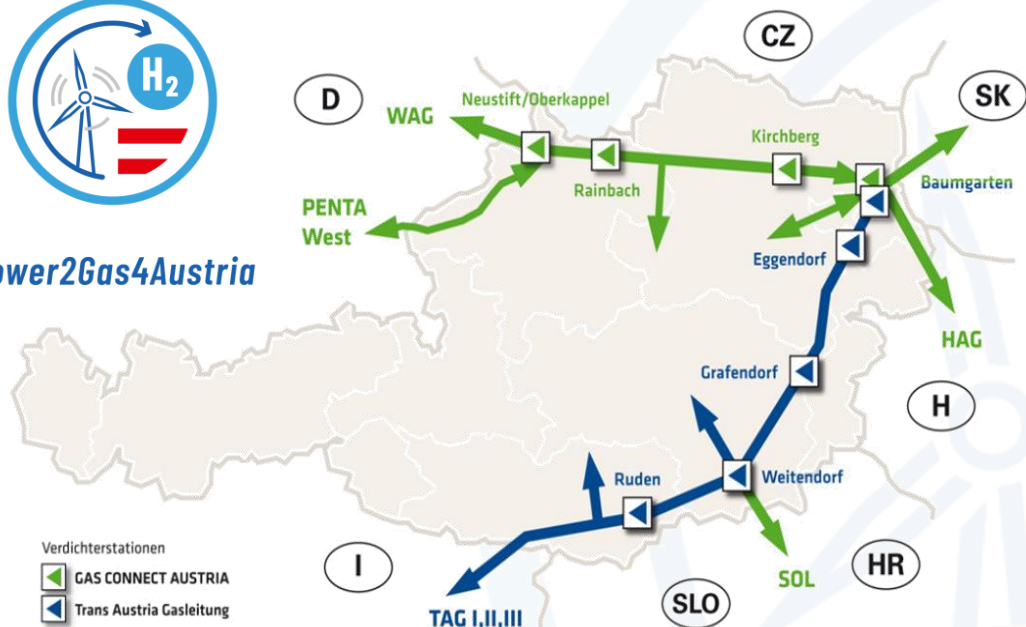 H2
ower2Gas4Austria
D
CZ
SK
WAG
Neustift/Oberkappel
Kirchberg
Rainbach
Baumgarten
PENTA
West
Eggendorf
HAG
Grafendorf
H
Ruden
Weitendorf
Verdichterstationen
GAS CONNECT AUSTRIA
Trans Austria Gasleitung
I
TAG I,II,III
SLO
SOL
HR